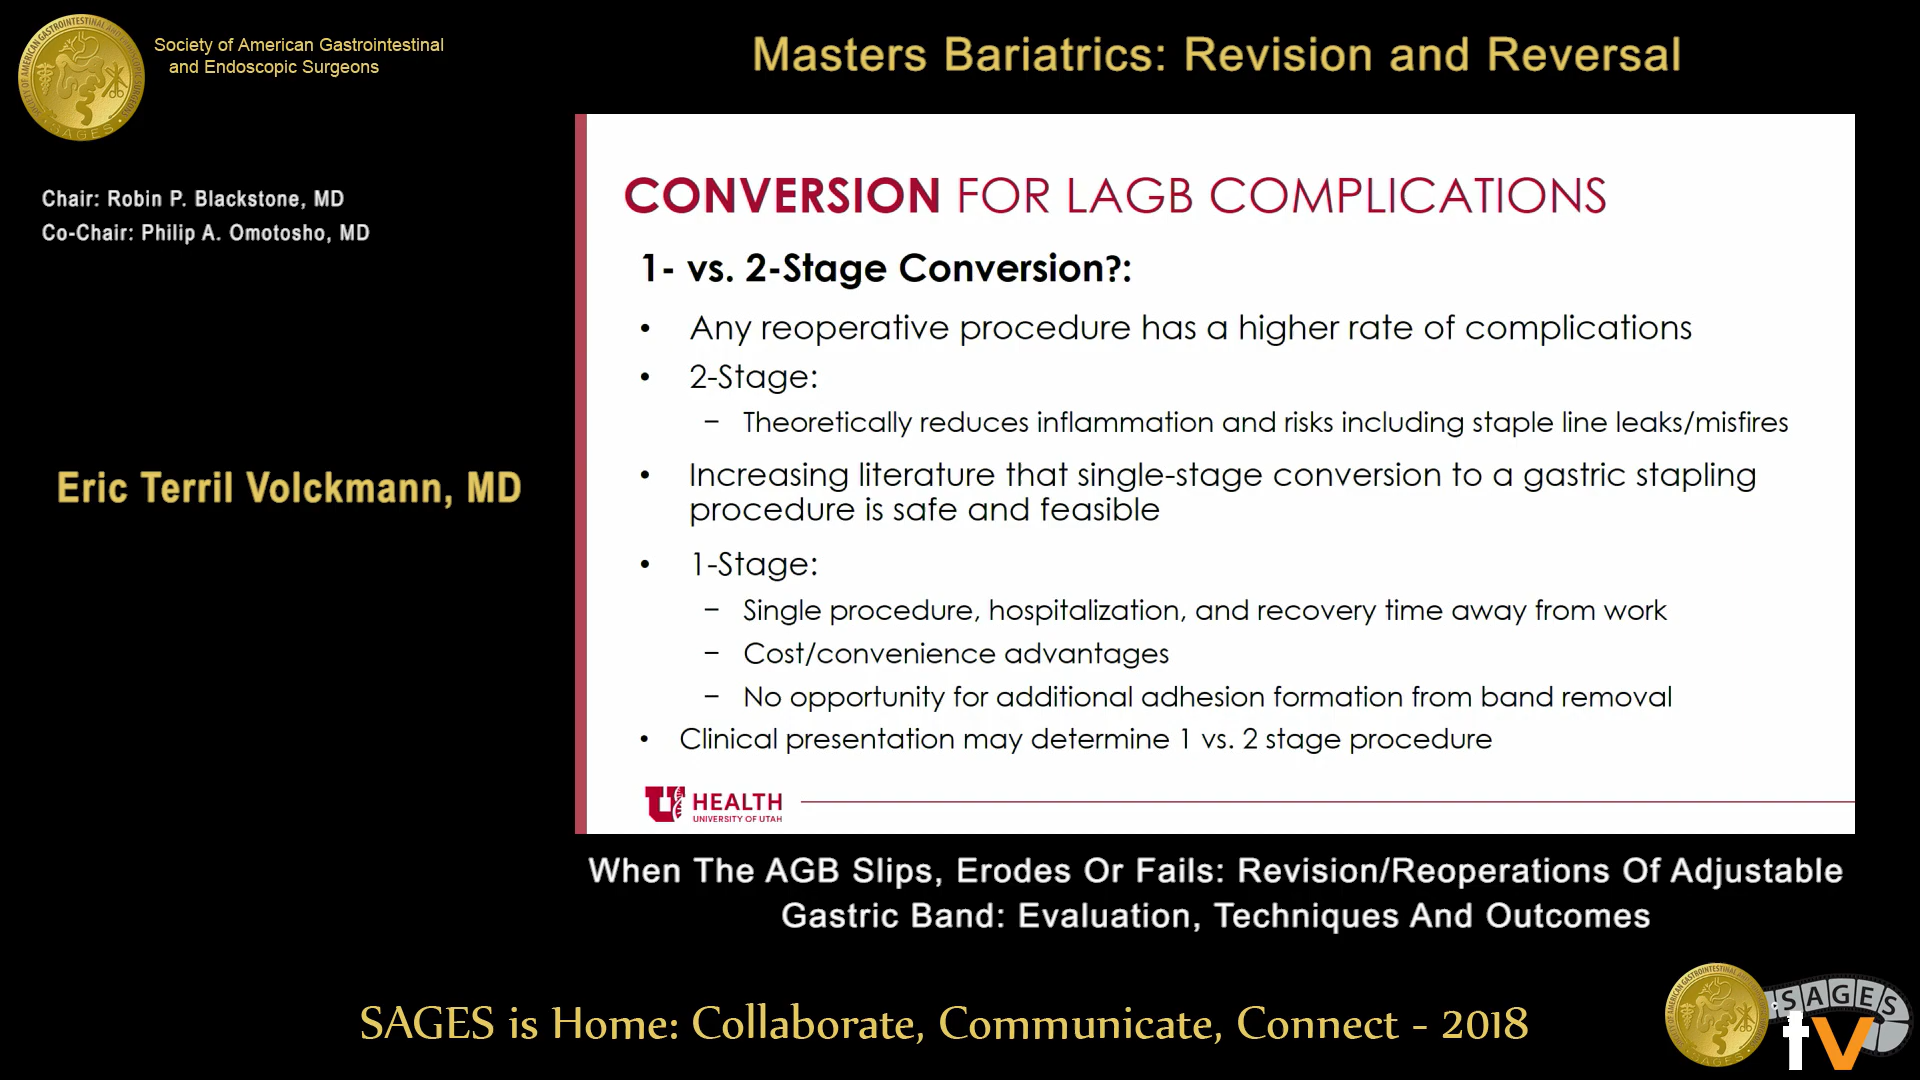 Society of American Gastrointestinal
and Endoscopic Surgeons
Masters Bariatrics: Revision and Reversal
Chair: Robin P. Blackstone, MD
Co-Chair: Philip A. Omotosho, MD
Eric Terril Volckmann, MD
CONVERSION FOR LAGB COMPLICATIONS
1- vs. 2-Stage Conversion?:
• Any reoperative procedure has a higher rate of complications
• 2-Stage:
− Theoretically reduces inflammation and risks including staple line leaks/misfires
• Increasing literature that single-stage conversion to a gastric stapling
procedure is safe and feasible
• 1-Stage:
− Single procedure, hospitalization, and recovery time away from work
− Cost/convenience advantages
− No opportunity for additional adhesion formation from band removal
• Clinical presentation may determine 1 vs. 2 stage procedure
U HEALTH
UNIVERSITY OF UTAH
When The AGB Slips, Erodes Or Fails: Revision/Reoperations Of Adjustable
Gastric Band: Evaluation, Techniques And Outcomes
SAGES is Home: Collaborate, Communicate, Connect - 2018
SAGES
tv